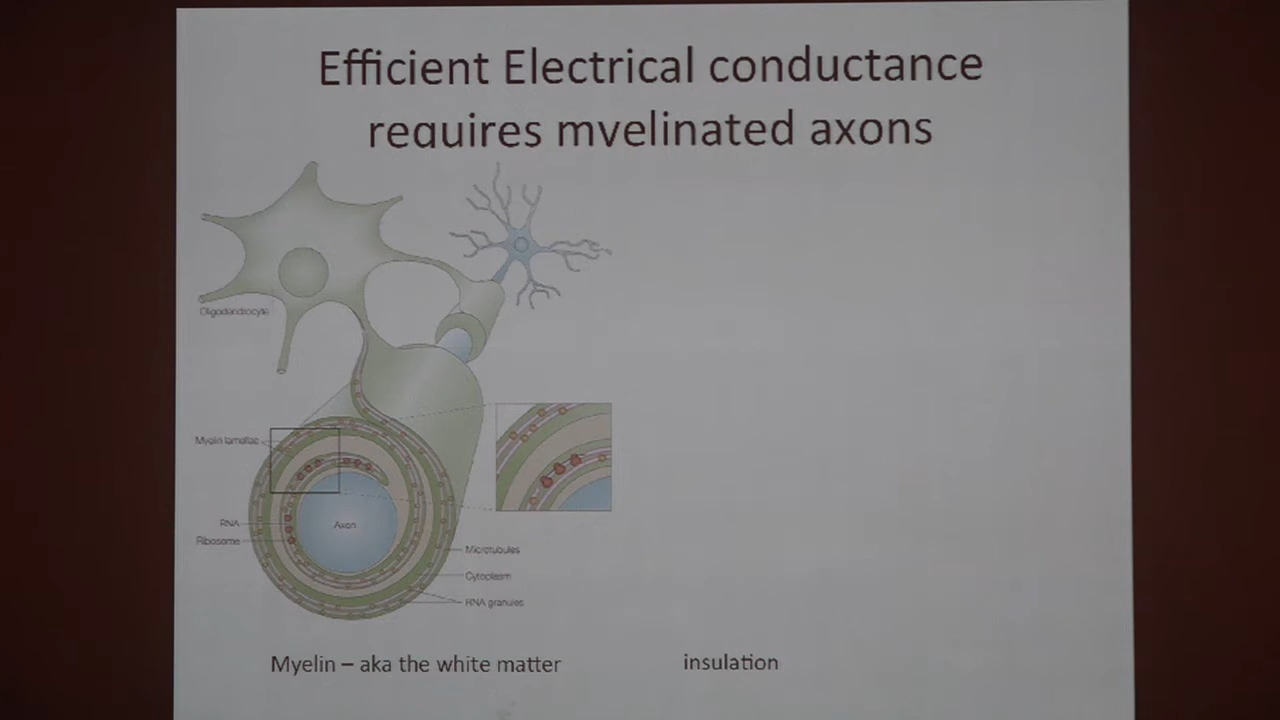 Efficient Electrical conductance
requires myelinated axons
Oligodendrocyte
Myelin lamellae
RNA
Ribosome
Axon
Microtubules
Cytoplasm
RNA granules
Myelin – aka the white matter
insulation